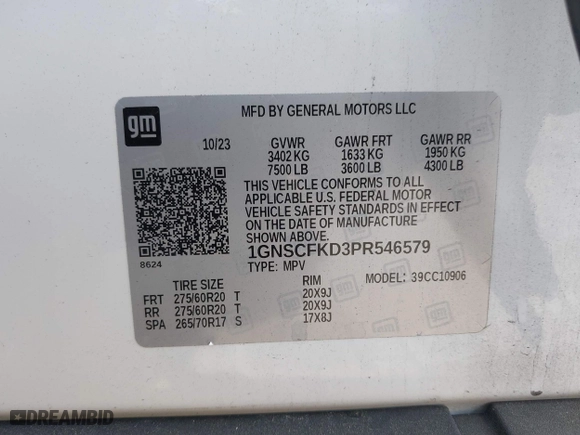 gm
MFD BY GENERAL MOTORS LLC
10/23 GVWR GAWR FRT GAWR RR
3402 KG 1633 KG 1950 KG
7500 LB 3600 LB 4300 LB
THIS VEHICLE CONFORMS TO ALL
APPLICABLE U.S. FEDERAL MOTOR
VEHICLE SAFETY STANDARDS IN EFFECT
ON THE DATE OF MANUFACTURE
SHOWN ABOVE.
1GNSCFKD3PR546579
8624
TYPE: MPV MODEL: 39CC10906
TIRE SIZE RIM
FRT 275/60R20 T 20X9J
RR 275/60R20 T 20X9J
SPA 265/70R17 S 17X8J
DREAMBID